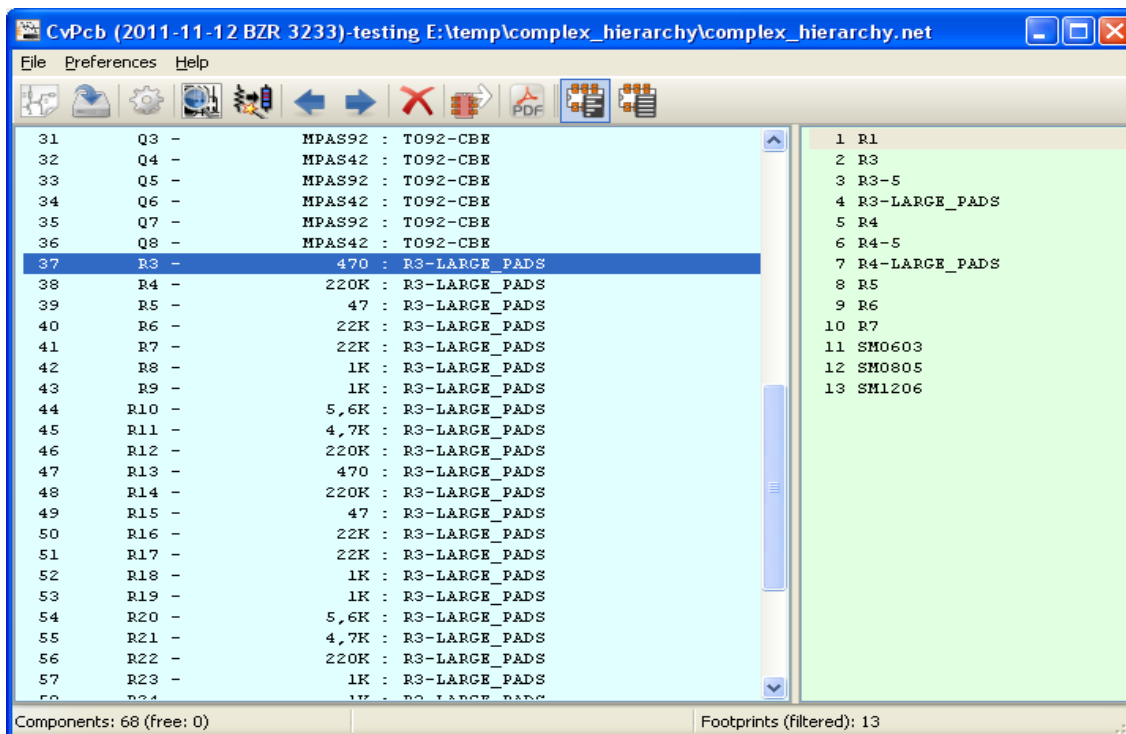 CvPcb (2011-11-12 BZR 3233)-testing E:\temp\complex_hierarchy\complex_hierarchy.net
File Preferences Help
PDF
31 Q3 - MPAS92 : TO92-CBE
32 Q4 - MPAS42 : TO92-CBE
33 Q5 - MPAS92 : TO92-CBE
34 Q6 - MPAS42 : TO92-CBE
35 Q7 - MPAS92 : TO92-CBE
36 Q8 - MPAS42 : TO92-CBE
37 R3 - 470 : R3-LARGE_PADS
38 R4 - 220K : R3-LARGE_PADS
39 R5 - 47 : R3-LARGE_PADS
40 R6 - 22K : R3-LARGE_PADS
41 R7 - 22K : R3-LARGE_PADS
42 R8 - 1K : R3-LARGE_PADS
43 R9 - 1K : R3-LARGE_PADS
44 R10 - 5,6K : R3-LARGE_PADS
45 R11 - 4,7K : R3-LARGE_PADS
46 R12 - 220K : R3-LARGE_PADS
47 R13 - 470 : R3-LARGE_PADS
48 R14 - 220K : R3-LARGE_PADS
49 R15 - 47 : R3-LARGE_PADS
50 R16 - 22K : R3-LARGE_PADS
51 R17 - 22K : R3-LARGE_PADS
52 R18 - 1K : R3-LARGE_PADS
53 R19 - 1K : R3-LARGE_PADS
54 R20 - 5,6K : R3-LARGE_PADS
55 R21 - 4,7K : R3-LARGE_PADS
56 R22 - 220K : R3-LARGE_PADS
57 R23 - 1K : R3-LARGE_PADS
1 R1
2 R3
3 R3-5
4 R3-LARGE_PADS
5 R4
6 R4-5
7 R4-LARGE_PADS
8 R5
9 R6
10 R7
11 SM0603
12 SM0805
13 SM1206
Components: 68 (free: 0)
Footprints (filtered): 13